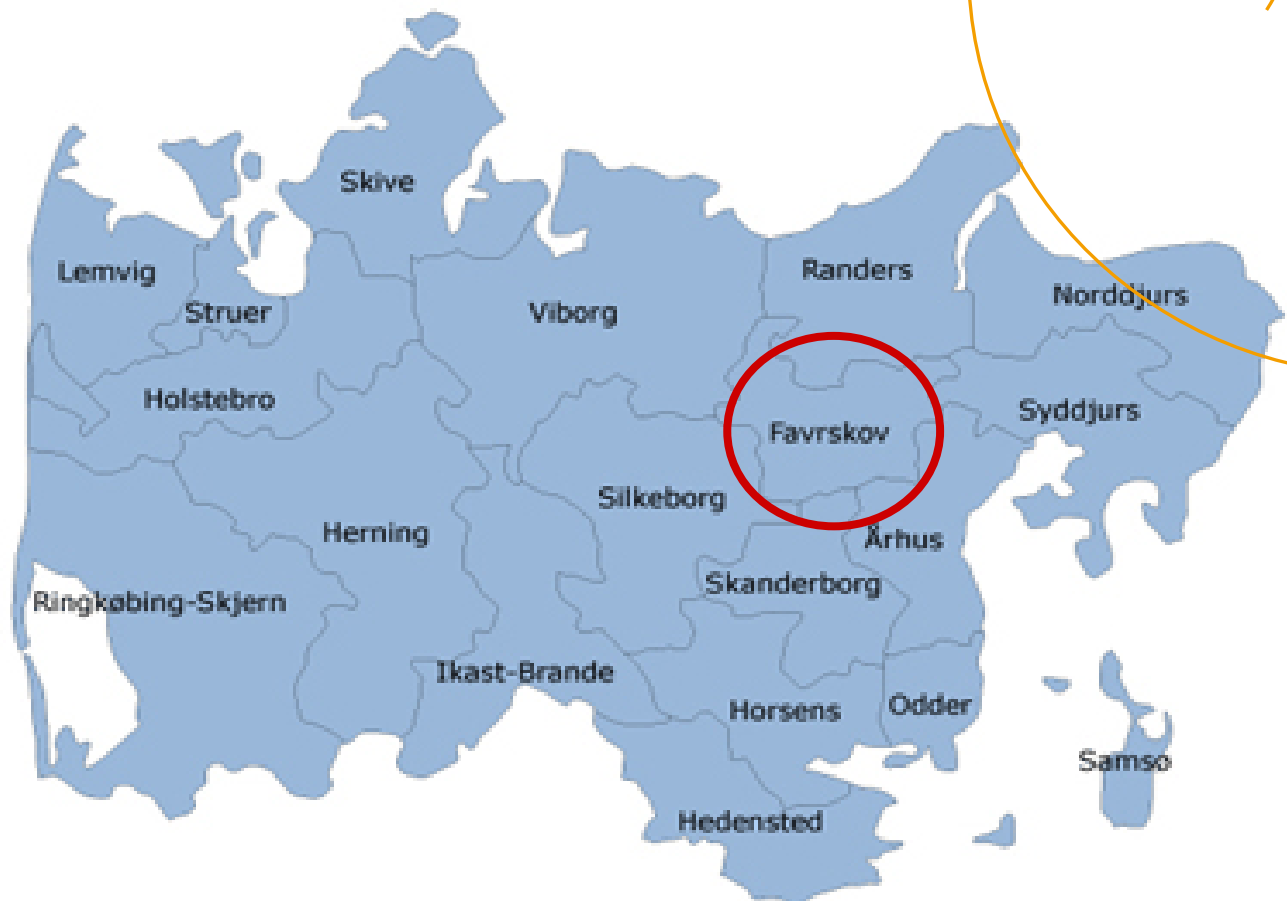 Skive
Lemvig
Randers
Norddjurs
Struer
Viborg
Holstebro
Syddjurs
Favrskov
Silkeborg
Herning
Århus
Skanderborg
Ringkøbing-Skjern
Ikast-Brande
Odder
Horsens
Samsø
Hedensted